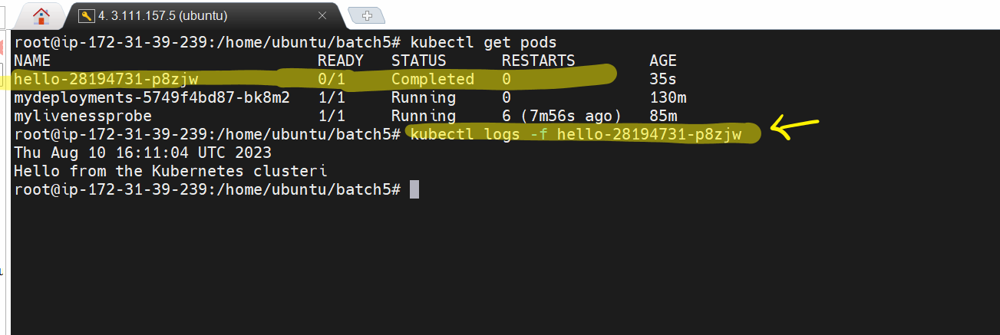 4. 3.111.157.5 (ubuntu)
root@ip-172-31-39-239:/home/ubuntu/batch5# kubectl get pods
NAME READY STATUS RESTARTS AGE
hello-28194731-p8zjw 0/1 Completed 0 35s
mydeployments-5749f4bd87-bk8m2 1/1 Running 0 130m
mylivenessprobe 1/1 Running 6 (7m56s ago) 85m
root@ip-172-31-39-239:/home/ubuntu/batch5# kubectl logs -f hello-28194731-p8zjw
Thu Aug 10 16:11:04 UTC 2023
Hello from the Kubernetes clusteri
root@ip-172-31-39-239:/home/ubuntu/batch5#